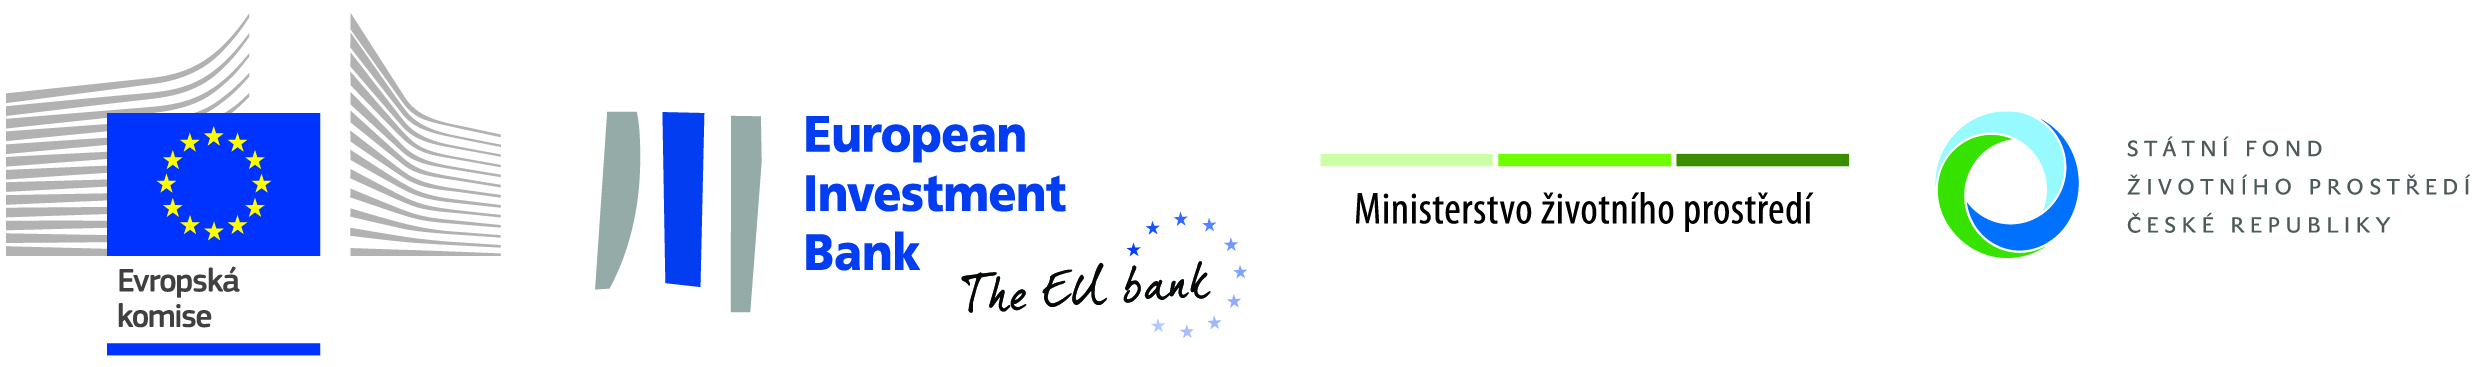 Evropská
komise
European
Investment
Bank
The EU bank
Ministerstvo životního prostředí
STÁTNÍ FOND
ŽIVOTNÍHO PROSTŘEDÍ
ČESKÉ REPUBLIKY